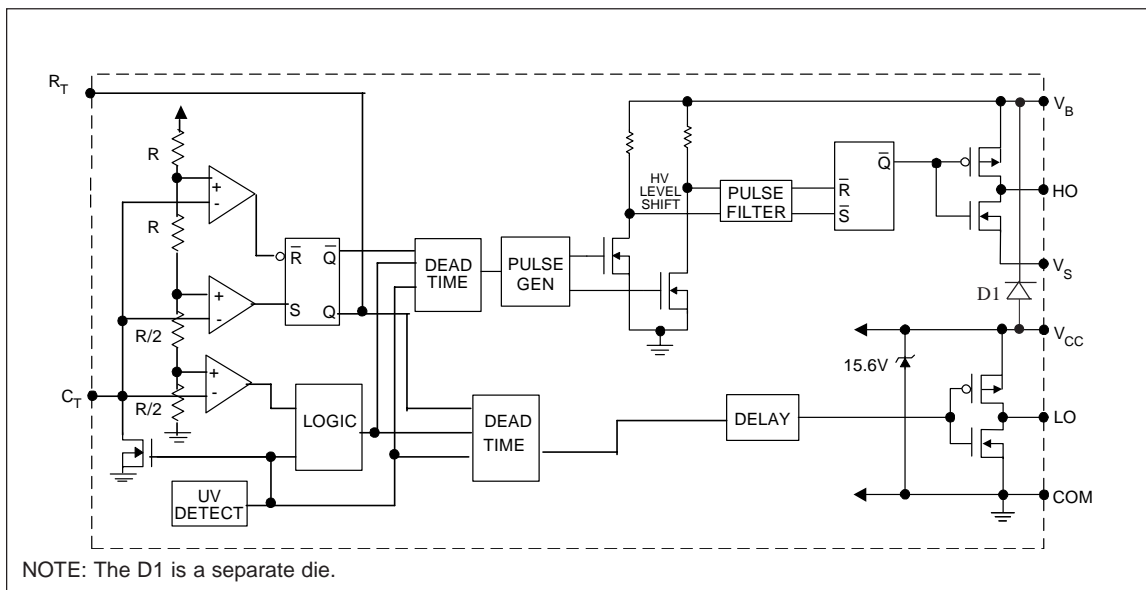 R_T
V_B
R
+
-
HV
LEVEL
SHIFT
PULSE
FILTER
R̅
S̅
Q̅
HO
R
R̅
Q̅
S
Q
DEAD
TIME
PULSE
GEN
V_S
D1
+
-
R/2
V_CC
15.6V
+
-
C_T
R/2
LOGIC
DEAD
TIME
DELAY
LO
UV
DETECT
COM
NOTE: The D1 is a separate die.